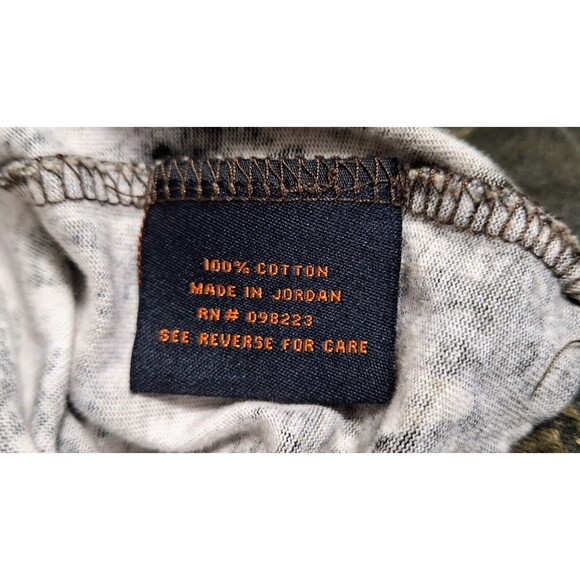 100% COTTON
MADE IN JORDAN
RN# 098223
SEE REVERSE FOR CARE